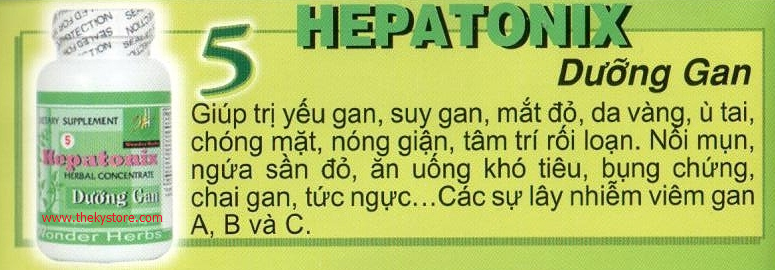 5 HEPATONIX
Dưỡng Gan
Giúp trị yếu gan, suy gan, mắt đỏ, da vàng, ù tai,
chóng mặt, nóng giận, tâm trí rối loạn. Nổi mụn,
ngứa sần đỏ, ăn uống khó tiêu, bụng chứng,
chai gan, tức ngực...Các sự lây nhiễm viêm gan
A, B và C.
DIETARY SUPPLEMENT
5
Hepatonix
HERBAL CONCENTRATE
Dưỡng Gan
www.thekystore.com
Wonder Herbs